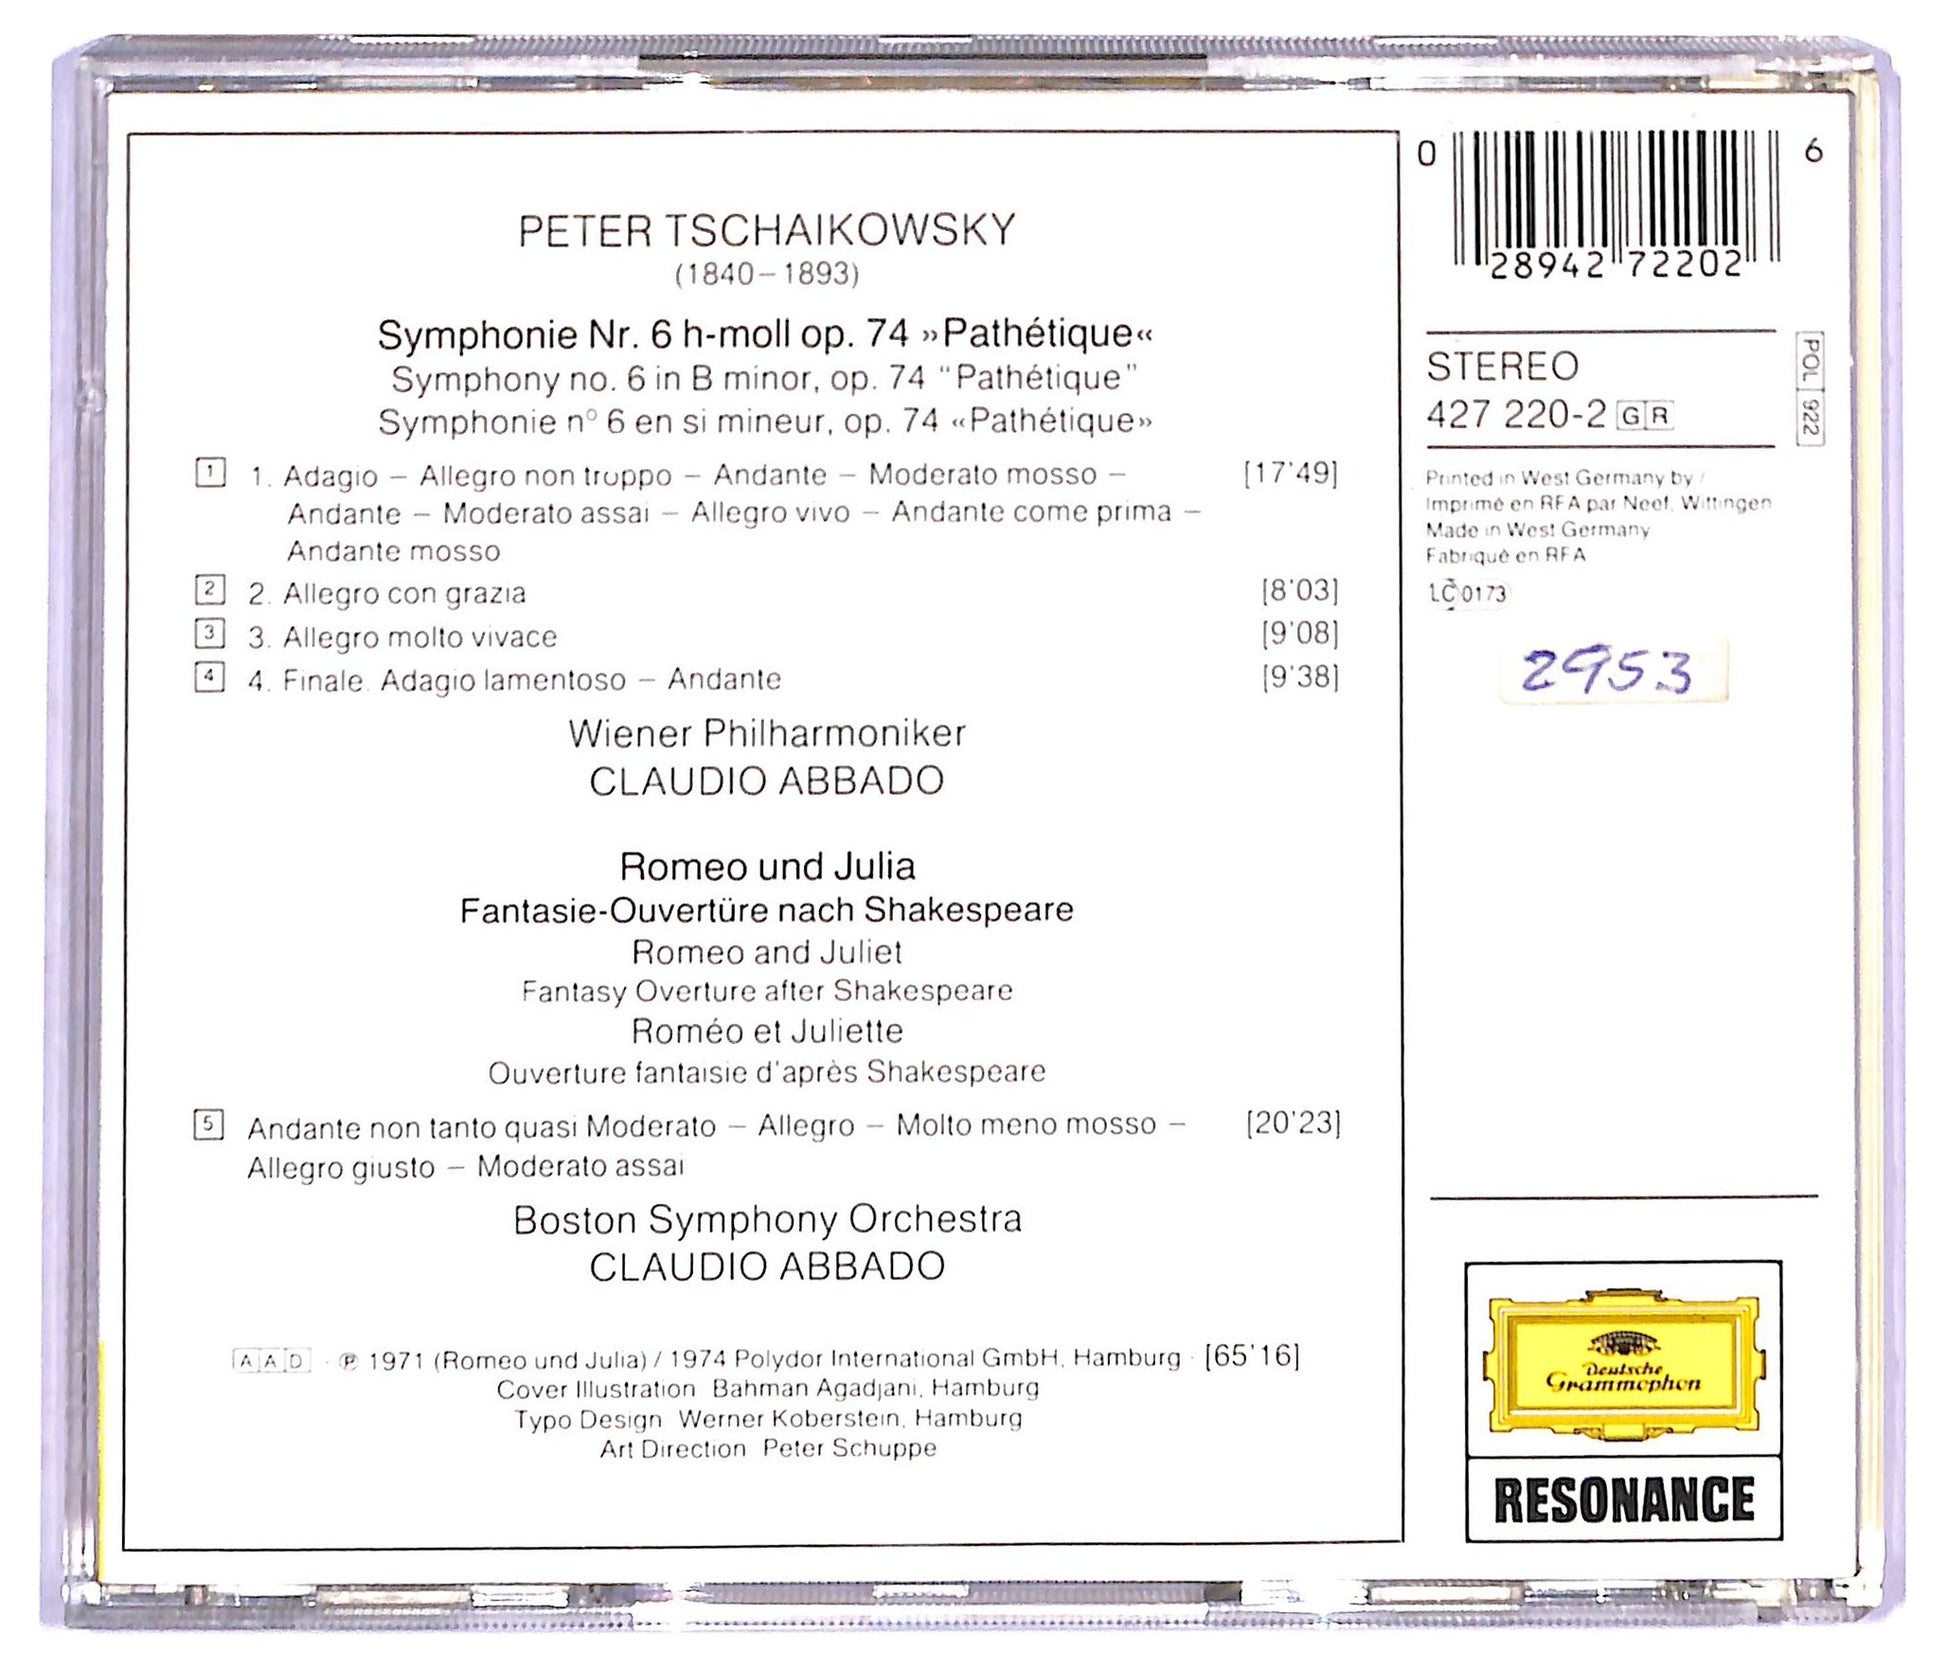 PETER TSCHAIKOWSKY
(1840–1893)
Symphonie Nr. 6 h-moll op. 74 »Pathétique«
Symphony no. 6 in B minor, op. 74 "Pathétique"
Symphonie n° 6 en si mineur, op. 74 «Pathétique»
1 1. Adagio – Allegro non troppo – Andante – Moderato mosso – [17'49]
Andante – Moderato assai – Allegro vivo – Andante come prima –
Andante mosso
2 2. Allegro con grazia [8'03]
3 3. Allegro molto vivace [9'08]
4 4. Finale. Adagio lamentoso – Andante [9'38]
Wiener Philharmoniker
CLAUDIO ABBADO
Romeo und Julia
Fantasie-Ouvertüre nach Shakespeare
Romeo and Juliet
Fantasy Overture after Shakespeare
Roméo et Juliette
Ouverture fantaisie d'après Shakespeare
5 Andante non tanto quasi Moderato – Allegro – Molto meno mosso – [20'23]
Allegro giusto – Moderato assai
Boston Symphony Orchestra
CLAUDIO ABBADO
AAD · ℗ 1971 (Romeo und Julia) / 1974 Polydor International GmbH, Hamburg · [65'16]
Cover Illustration Bahman Agadjani, Hamburg
Typo Design Werner Koberstein, Hamburg
Art Direction Peter Schuppe
0 28942 72202 6
STEREO
427 220-2 GR
POL 922
Printed in West Germany by /
Imprimé en RFA par Neef, Wittingen
Made in West Germany
Fabriqué en RFA
LC 0173
2953
Deutsche
Grammophon
RESONANCE